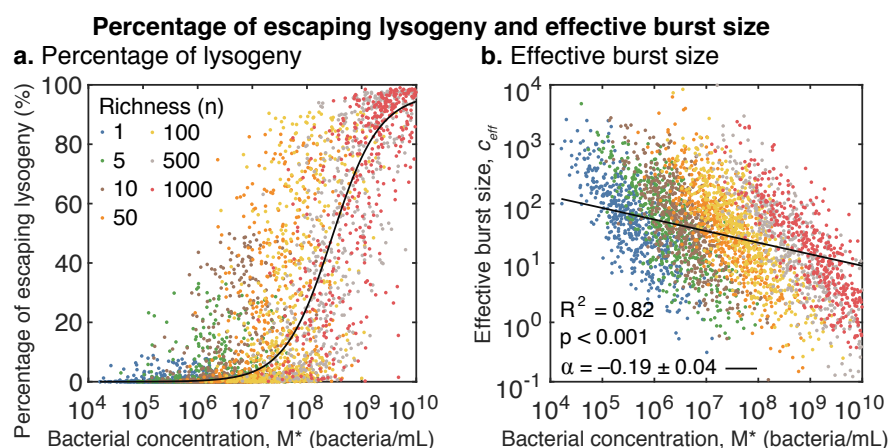 Percentage of escaping lysogeny and effective burst size
a. Percentage of lysogeny
Percentage of escaping lysogeny (%)
100
80
60
40
20
0
Richness (n)
1 100
5 500
10 1000
50
10^4 10^5 10^6 10^7 10^8 10^9 10^10
Bacterial concentration, M* (bacteria/mL)
b. Effective burst size
Effective burst size, c_eff
10^4
10^3
10^2
10^1
10^0
10^-1
R^2 = 0.82
p < 0.001
α = −0.19 ± 0.04
10^4 10^5 10^6 10^7 10^8 10^9 10^10
Bacterial concentration, M* (bacteria/mL)